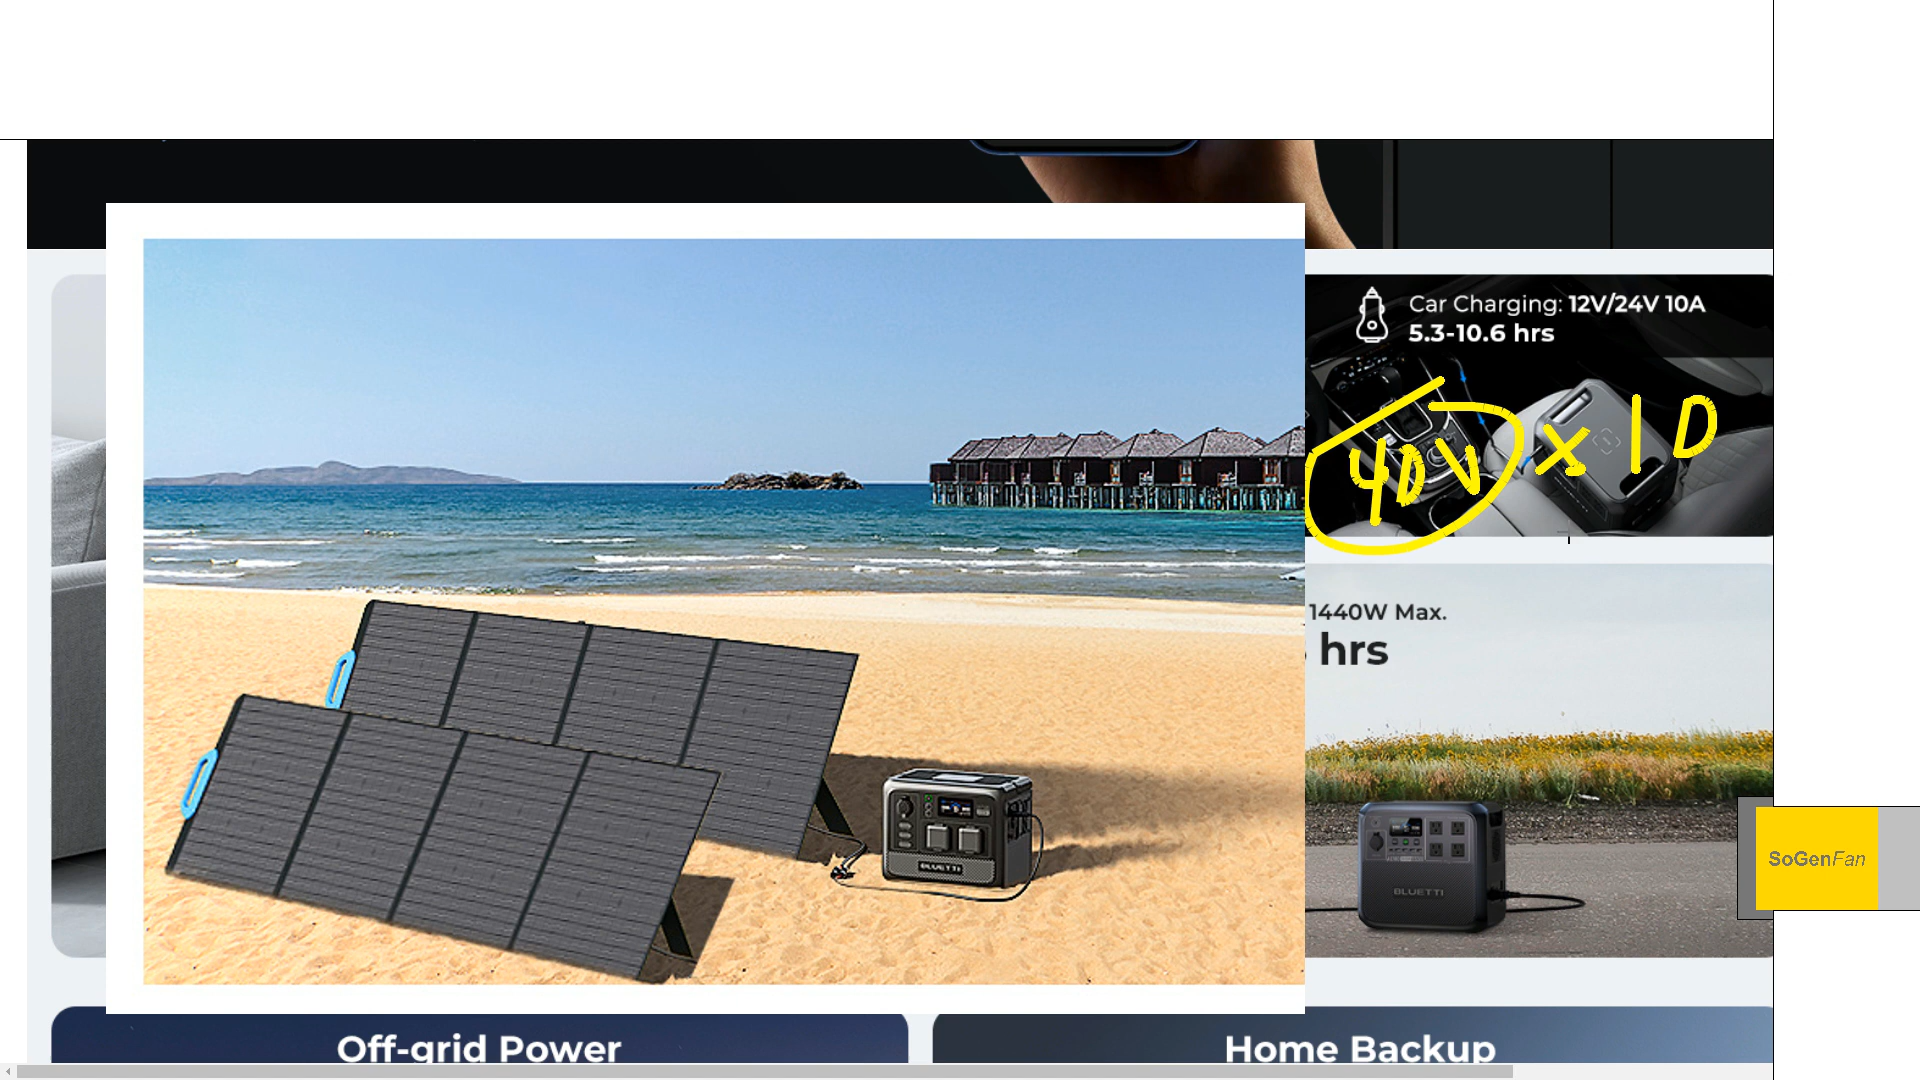 Car Charging: 12V/24V 10A
5.3-10.6 hrs
40V x 10
1440W Max.
hrs
BLUETTI
BLUETTI
SoGenFan
Off-grid Power
Home Backup